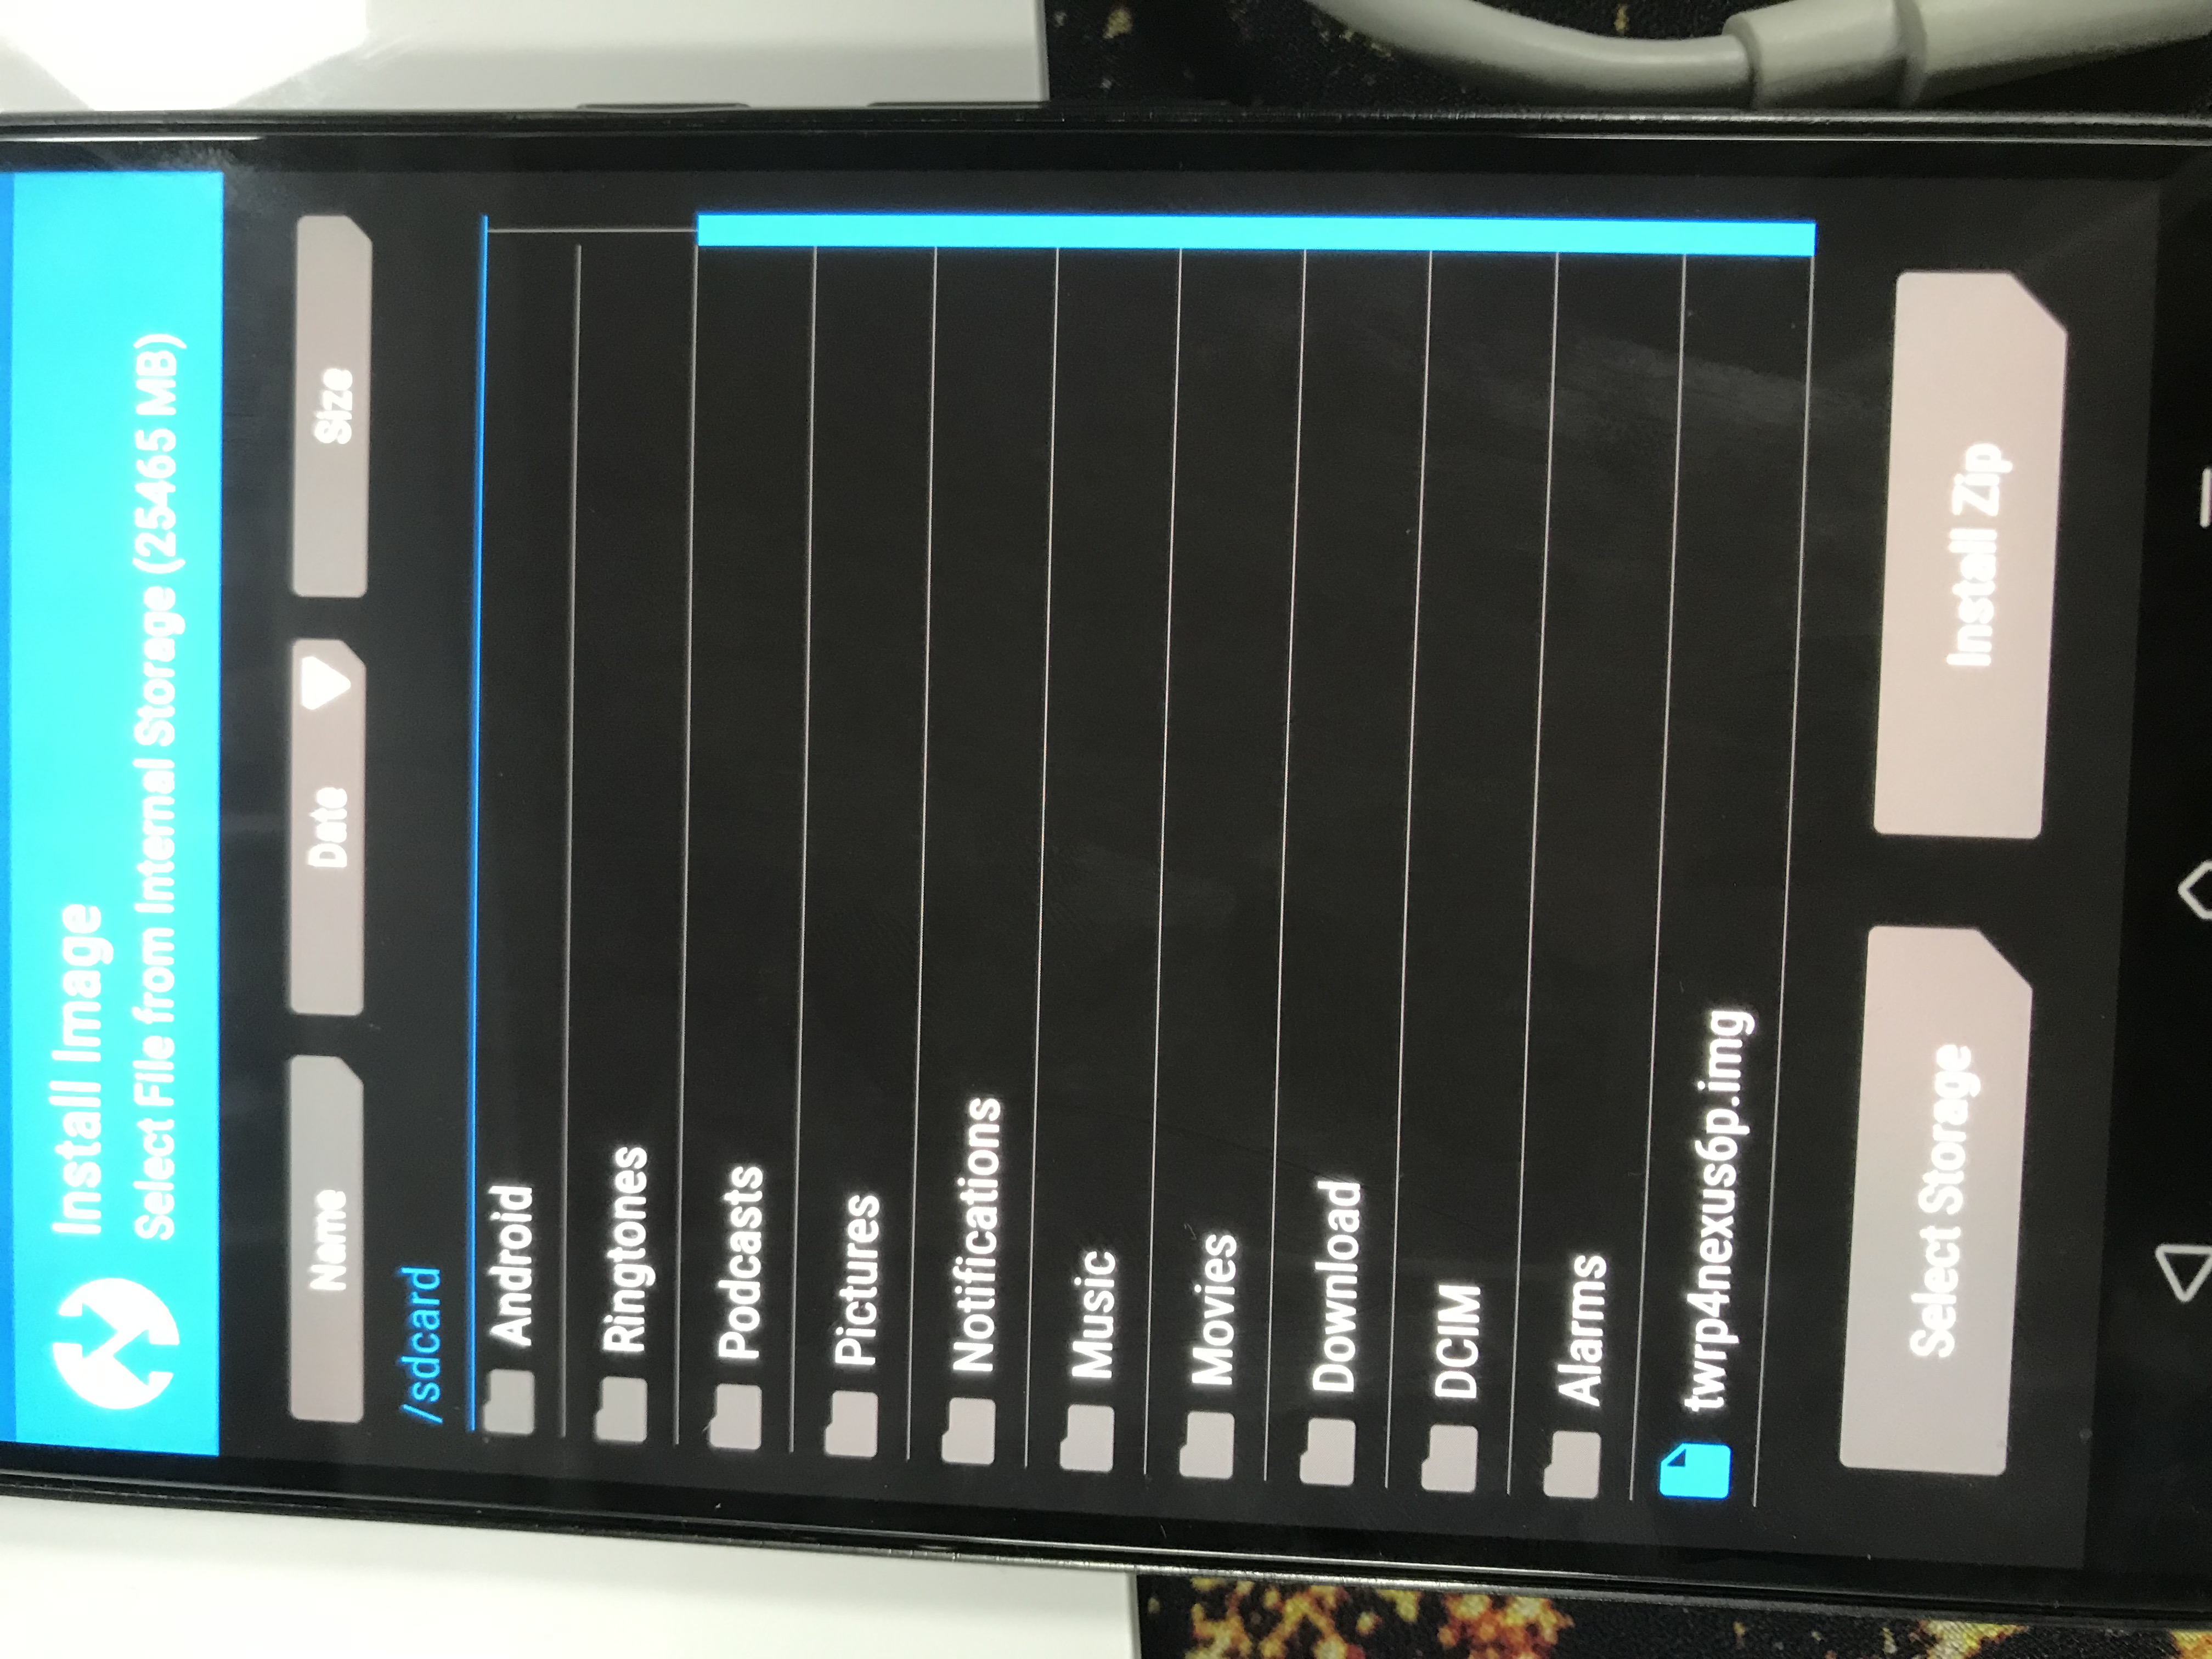 Install Image
Select File from Internal Storage (25465 MB)
Name Date Size
/sdcard
Android
Ringtones
Podcasts
Pictures
Notifications
Music
Movies
Download
DCIM
Alarms
twrp4nexus6p.img
Select Storage Install Zip